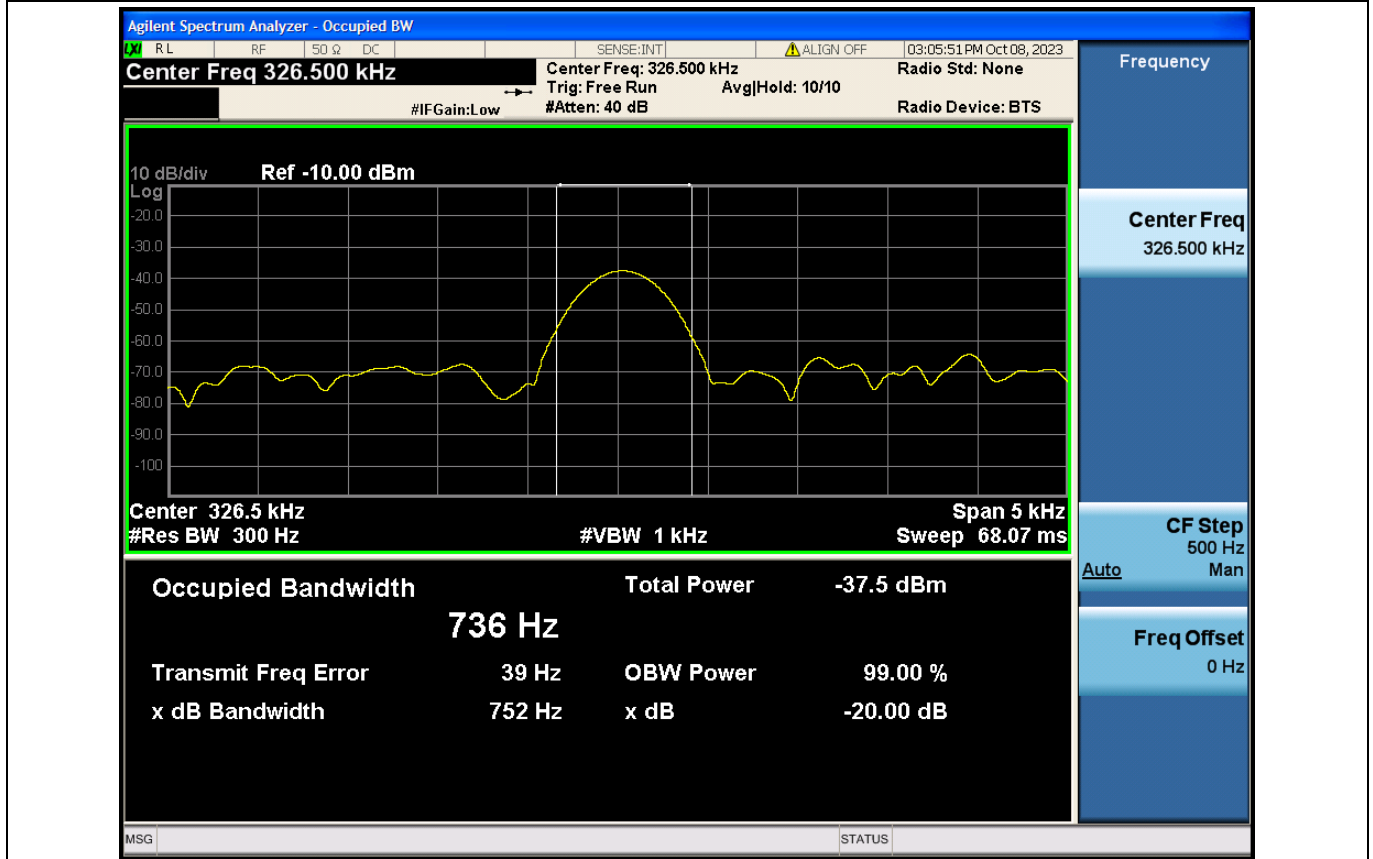 Agilent Spectrum Analyzer - Occupied BW
LXI RL RF 50 Ω DC SENSE:INT ALIGN OFF 03:05:51 PM Oct 08, 2023
Center Freq 326.500 kHz
Center Freq: 326.500 kHz Radio Std: None
Trig: Free Run Avg|Hold: 10/10
#IFGain:Low #Atten: 40 dB Radio Device: BTS
Frequency
10 dB/div Ref -10.00 dBm
Log
-20.0
-30.0
-40.0
-50.0
-60.0
-70.0
-80.0
-90.0
-100
Center 326.5 kHz Span 5 kHz
#Res BW 300 Hz #VBW 1 kHz Sweep 68.07 ms
Occupied Bandwidth Total Power -37.5 dBm
736 Hz
Transmit Freq Error 39 Hz OBW Power 99.00 %
x dB Bandwidth 752 Hz x dB -20.00 dB
Center Freq
326.500 kHz
CF Step
500 Hz
Auto Man
Freq Offset
0 Hz
MSG STATUS